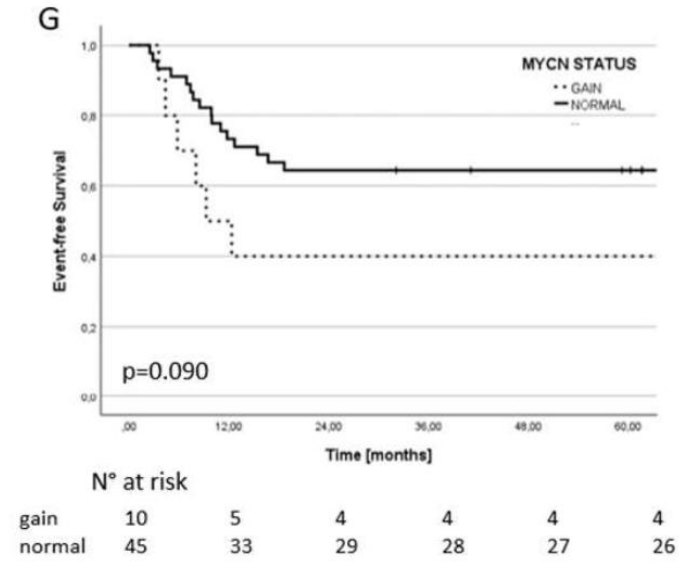 G
MYCN STATUS
GAIN
NORMAL
Event-free Survival
1,0
0,8
0,6
0,4
0,2
0,0
p=0.090
,00 12,00 24,00 36,00 48,00 60,00
Time [months]
N° at risk
gain 10 5 4 4 4 4
normal 45 33 29 28 27 26